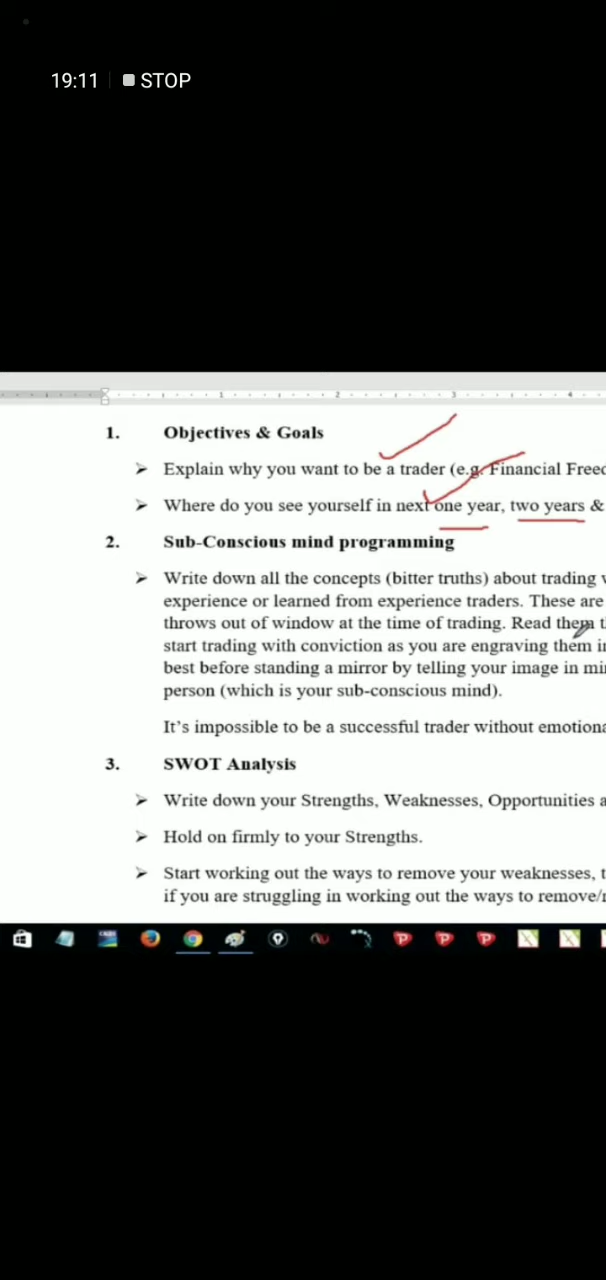 19:11 STOP
1. Objectives & Goals
➢ Explain why you want to be a trader (e.g. Financial
➢ Where do you see yourself in next one year, two years &
2. Sub-Conscious mind programming
➢ Write down all the concepts (bitter truths) about trading
experience or learned from experience traders. These are
throws out of window at the time of trading. Read them
start trading with conviction as you are engraving them
best before standing a mirror by telling your image in
person (which is your sub-conscious mind).
It's impossible to be a successful trader without
3. SWOT Analysis
➢ Write down your Strengths, Weaknesses, Opportunities
➢ Hold on firmly to your Strengths.
➢ Start working out the ways to remove your weaknesses,
if you are struggling in working out the ways to